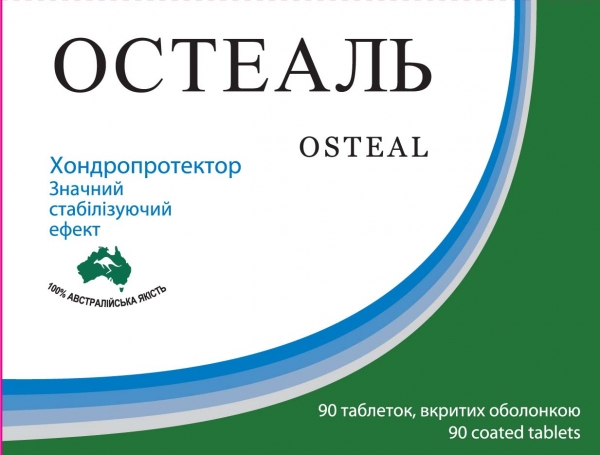 ОСТЕАЛЬ
OSTEAL
Хондропротектор
Значний
стабілізуючий
ефект
100% АВСТРАЛІЙСЬКА ЯКІСТЬ
90 таблеток, вкритих оболонкою
90 coated tablets